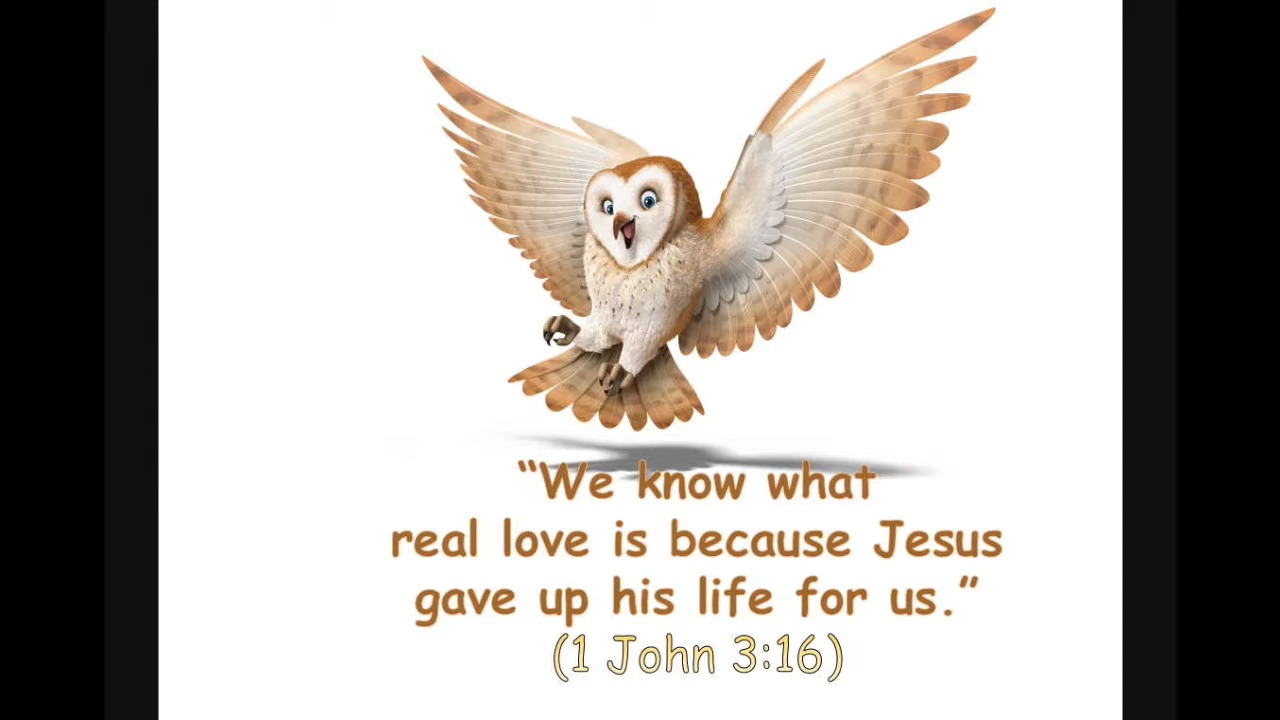 “We know what
real love is because Jesus
gave up his life for us.”
(1 John 3:16)